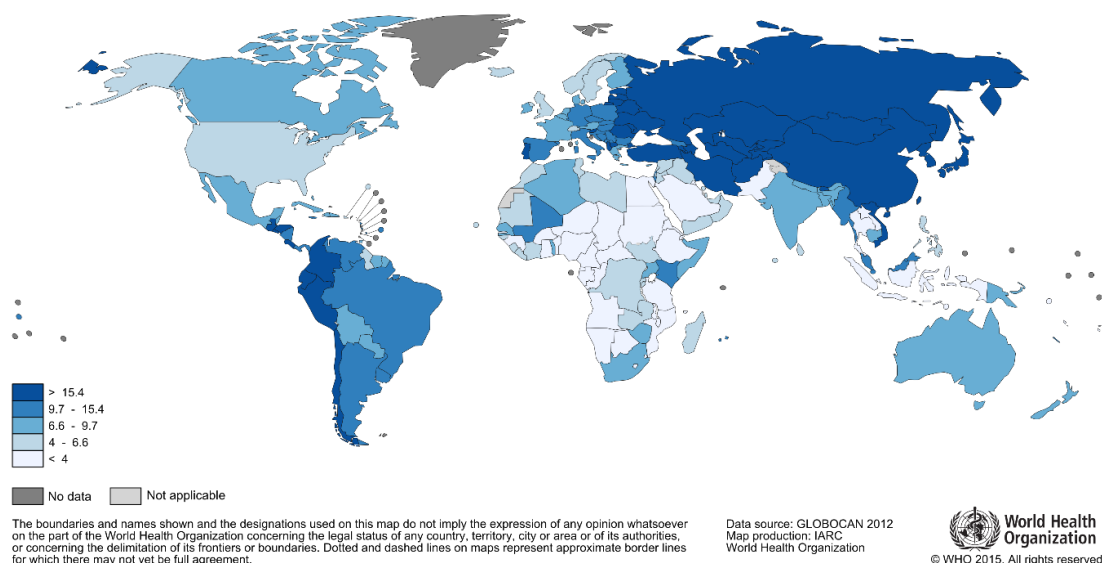 > 15.4
9.7 - 15.4
6.6 - 9.7
4 - 6.6
< 4
No data
Not applicable
The boundaries and names shown and the designations used on this map do not imply the expression of any opinion whatsoever
on the part of the World Health Organization concerning the legal status of any country, territory, city or area or of its authorities,
or concerning the delimitation of its frontiers or boundaries. Dotted and dashed lines on maps represent approximate border lines
for which there may not yet be full agreement.
Data source: GLOBOCAN 2012
Map production: IARC
World Health Organization
World Health
Organization
© WHO 2015. All rights reserved